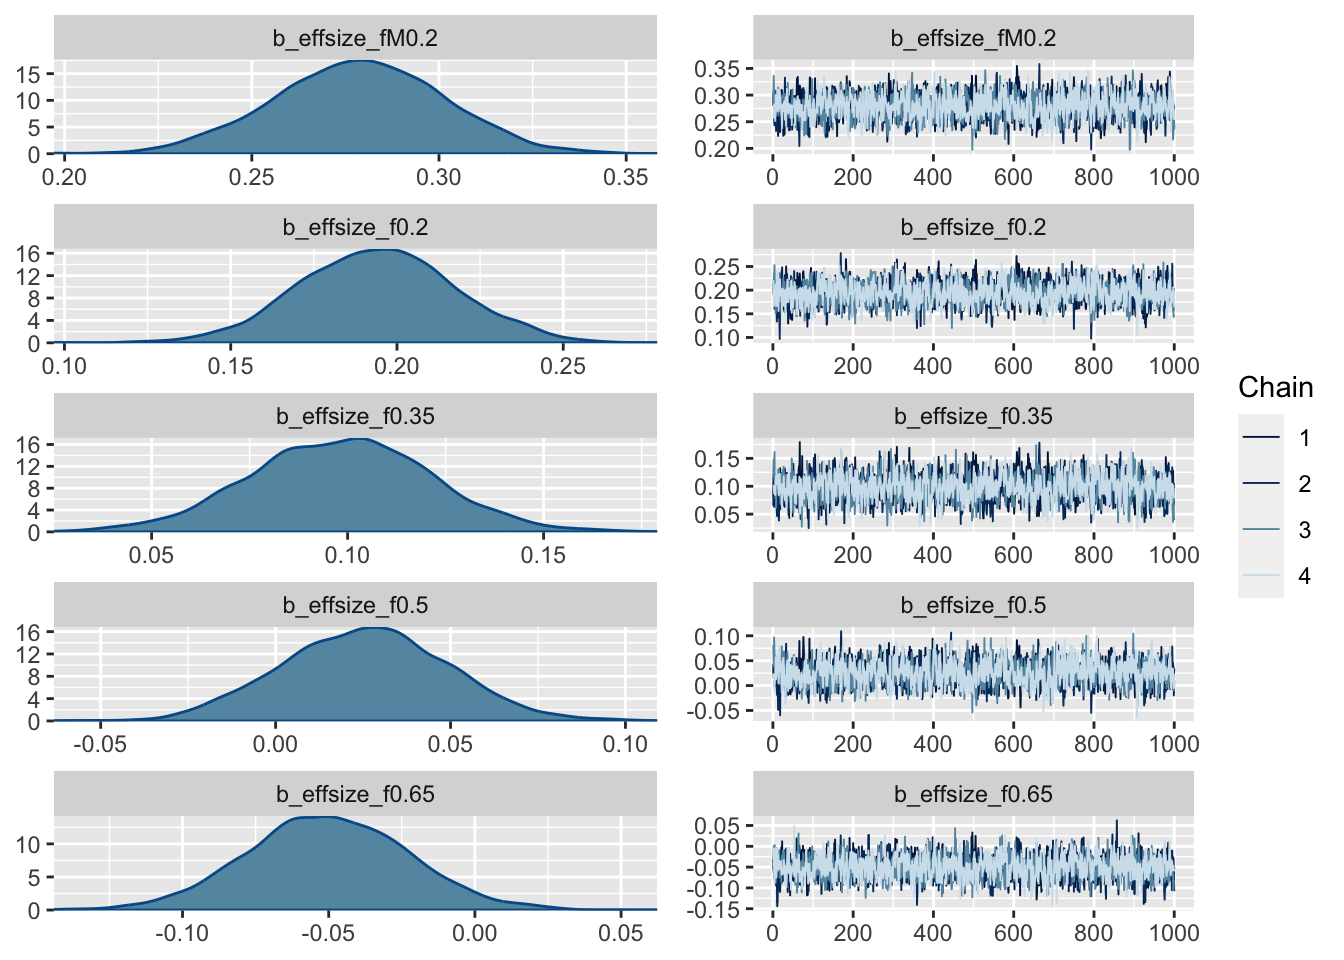 b_effsize_fM0.2
b_effsize_fM0.2
15
10
5
0
0.20 0.25 0.30 0.35
0.35
0.30
0.25
0.20
0 200 400 600 800 1000
b_effsize_f0.2
b_effsize_f0.2
16
12
8
4
0
0.10 0.15 0.20 0.25
0.25
0.20
0.15
0.10
0 200 400 600 800 1000
b_effsize_f0.35
b_effsize_f0.35
16
12
8
4
0
0.05 0.10 0.15
0.15
0.10
0.05
0 200 400 600 800 1000
b_effsize_f0.5
b_effsize_f0.5
16
12
8
4
0
-0.05 0.00 0.05 0.10
0.10
0.05
0.00
-0.05
0 200 400 600 800 1000
b_effsize_f0.65
b_effsize_f0.65
10
5
0
-0.10 -0.05 0.00 0.05
0.05
0.00
-0.05
-0.10
-0.15
0 200 400 600 800 1000
Chain
1
2
3
4